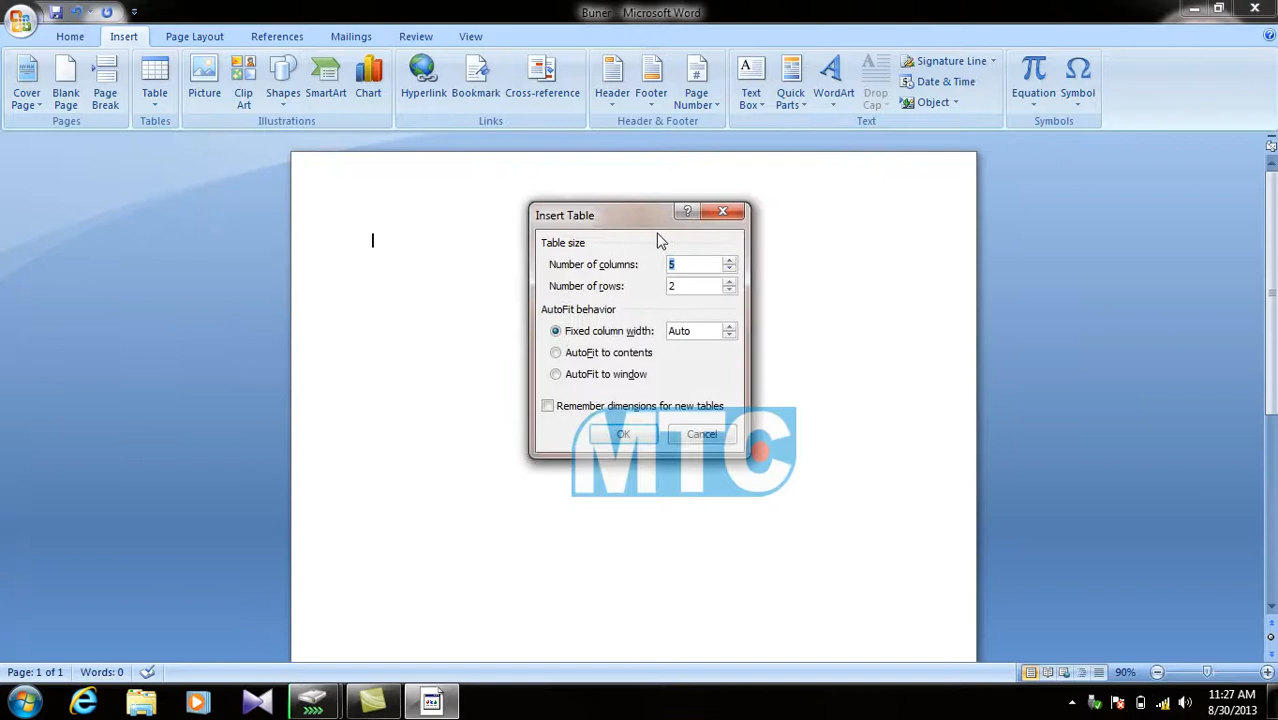 Buner - Microsoft Word
Home Insert Page Layout References Mailings Review View
Cover Page Blank Page Page Break Table Picture Clip Art Shapes SmartArt Chart Hyperlink Bookmark Cross-reference Header Footer Page Number Text Box Quick Parts WordArt Drop Cap Signature Line Date & Time Object Equation Symbol
Pages Tables Illustrations Links Header & Footer Text Symbols
Insert Table
Table size
Number of columns: 5
Number of rows: 2
AutoFit behavior
Fixed column width: Auto
AutoFit to contents
AutoFit to window
Remember dimensions for new tables
OK Cancel
MTC
Page: 1 of 1 Words: 0 90%
11:27 AM
8/30/2013